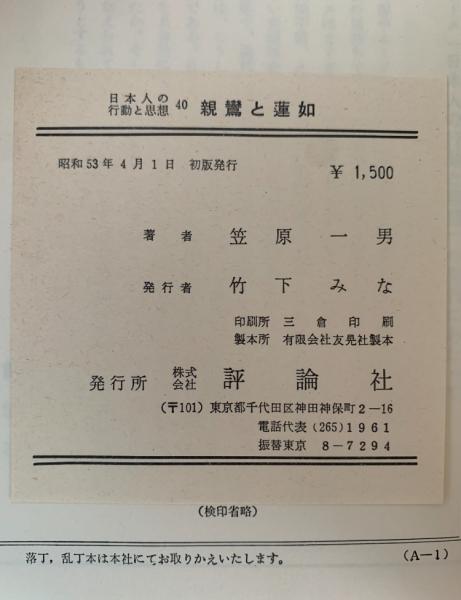 日本人の
行動と思想 40 親鸞と蓮如
昭和53年4月1日 初版発行 ¥ 1,500
著者 笠原一男
発行者 竹下みな
印刷所 三倉印刷
製本所 有限会社友晃社製本
発行所 株式会社 評論社
(〒101) 東京都千代田区神田神保町2－16
電話代表 (265) 1961
振替東京 8－7294
(検印省略)
落丁，乱丁本は本社にてお取りかえいたします。 (A－1)